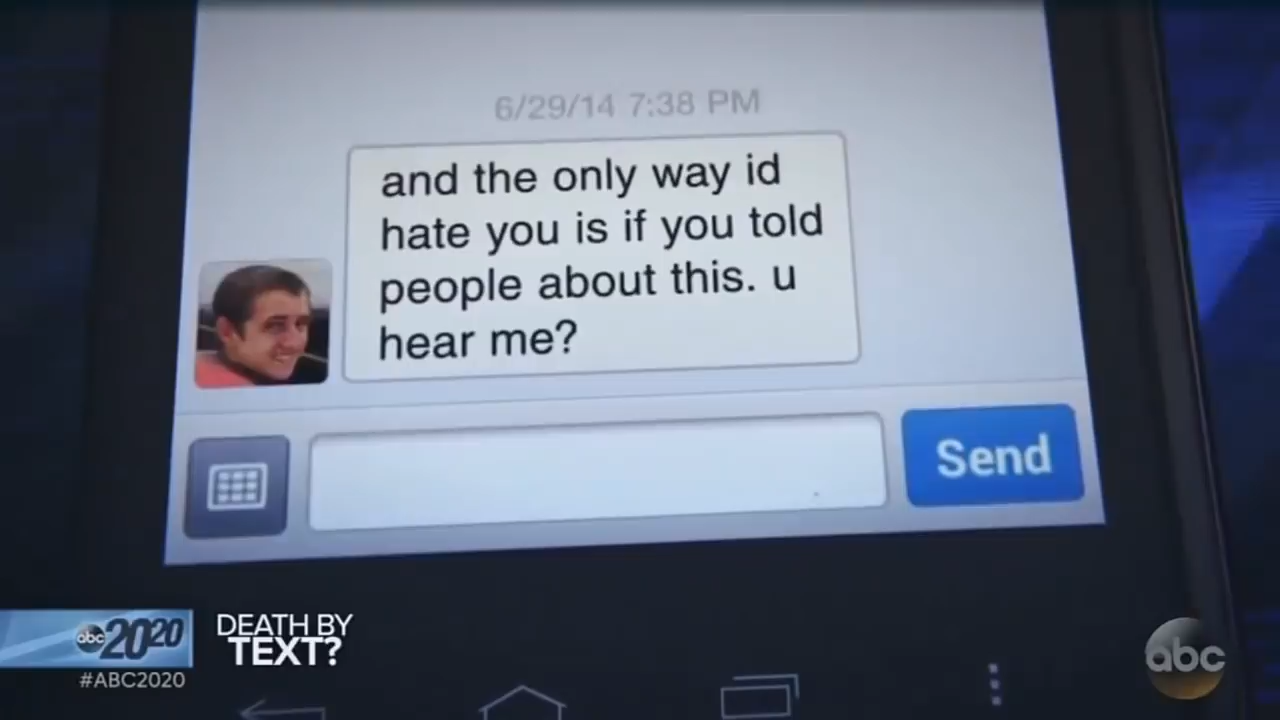 6/29/14 7:38 PM
and the only way id
hate you is if you told
people about this. u
hear me?
Send
abc 2020
DEATH BY
TEXT?
#ABC2020
abc